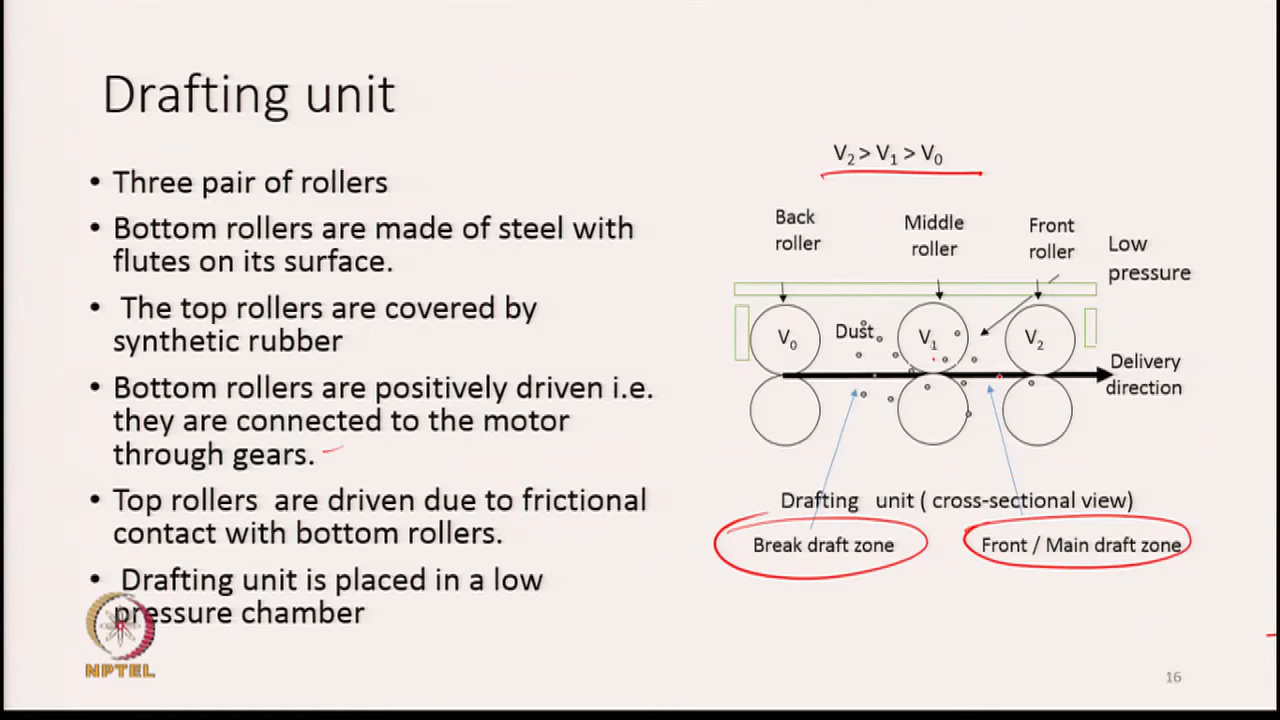 Drafting unit
• Three pair of rollers
• Bottom rollers are made of steel with
flutes on its surface.
• The top rollers are covered by
synthetic rubber
• Bottom rollers are positively driven i.e.
they are connected to the motor
through gears.
• Top rollers are driven due to frictional
contact with bottom rollers.
• Drafting unit is placed in a low
pressure chamber
V₂ > V₁ > V₀
Back
roller
Middle
roller
Front
roller
Low
pressure
V₀
Dust
V₁
V₂
Delivery
direction
Drafting unit ( cross-sectional view)
Break draft zone
Front / Main draft zone
NPTEL
16